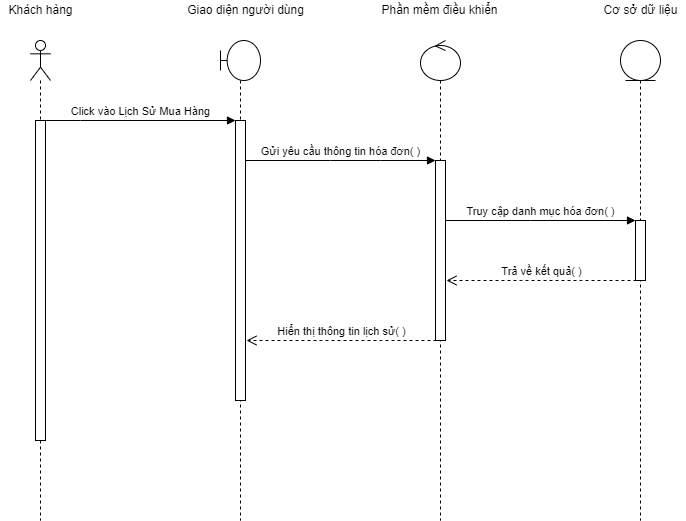 Khách hàng
Giao diện người dùng
Phần mềm điều khiển
Cơ sở dữ liệu
Click vào Lịch Sử Mua Hàng
Gửi yêu cầu thông tin hóa đơn( )
Truy cập danh mục hóa đơn( )
Trả về kết quả( )
Hiển thị thông tin lịch sử( )